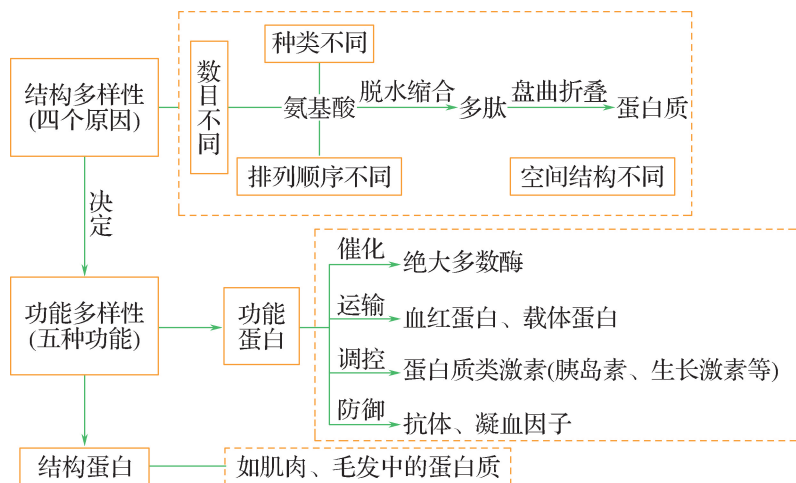 种类不同
结构多样性
(四个原因)
数目不同
氨基酸
脱水缩合
多肽
盘曲折叠
蛋白质
排列顺序不同
空间结构不同
决定
功能多样性
(五种功能)
功能
蛋白
催化
绝大多数酶
运输
血红蛋白、载体蛋白
调控
蛋白质类激素(胰岛素、生长激素等)
防御
抗体、凝血因子
结构蛋白
如肌肉、毛发中的蛋白质